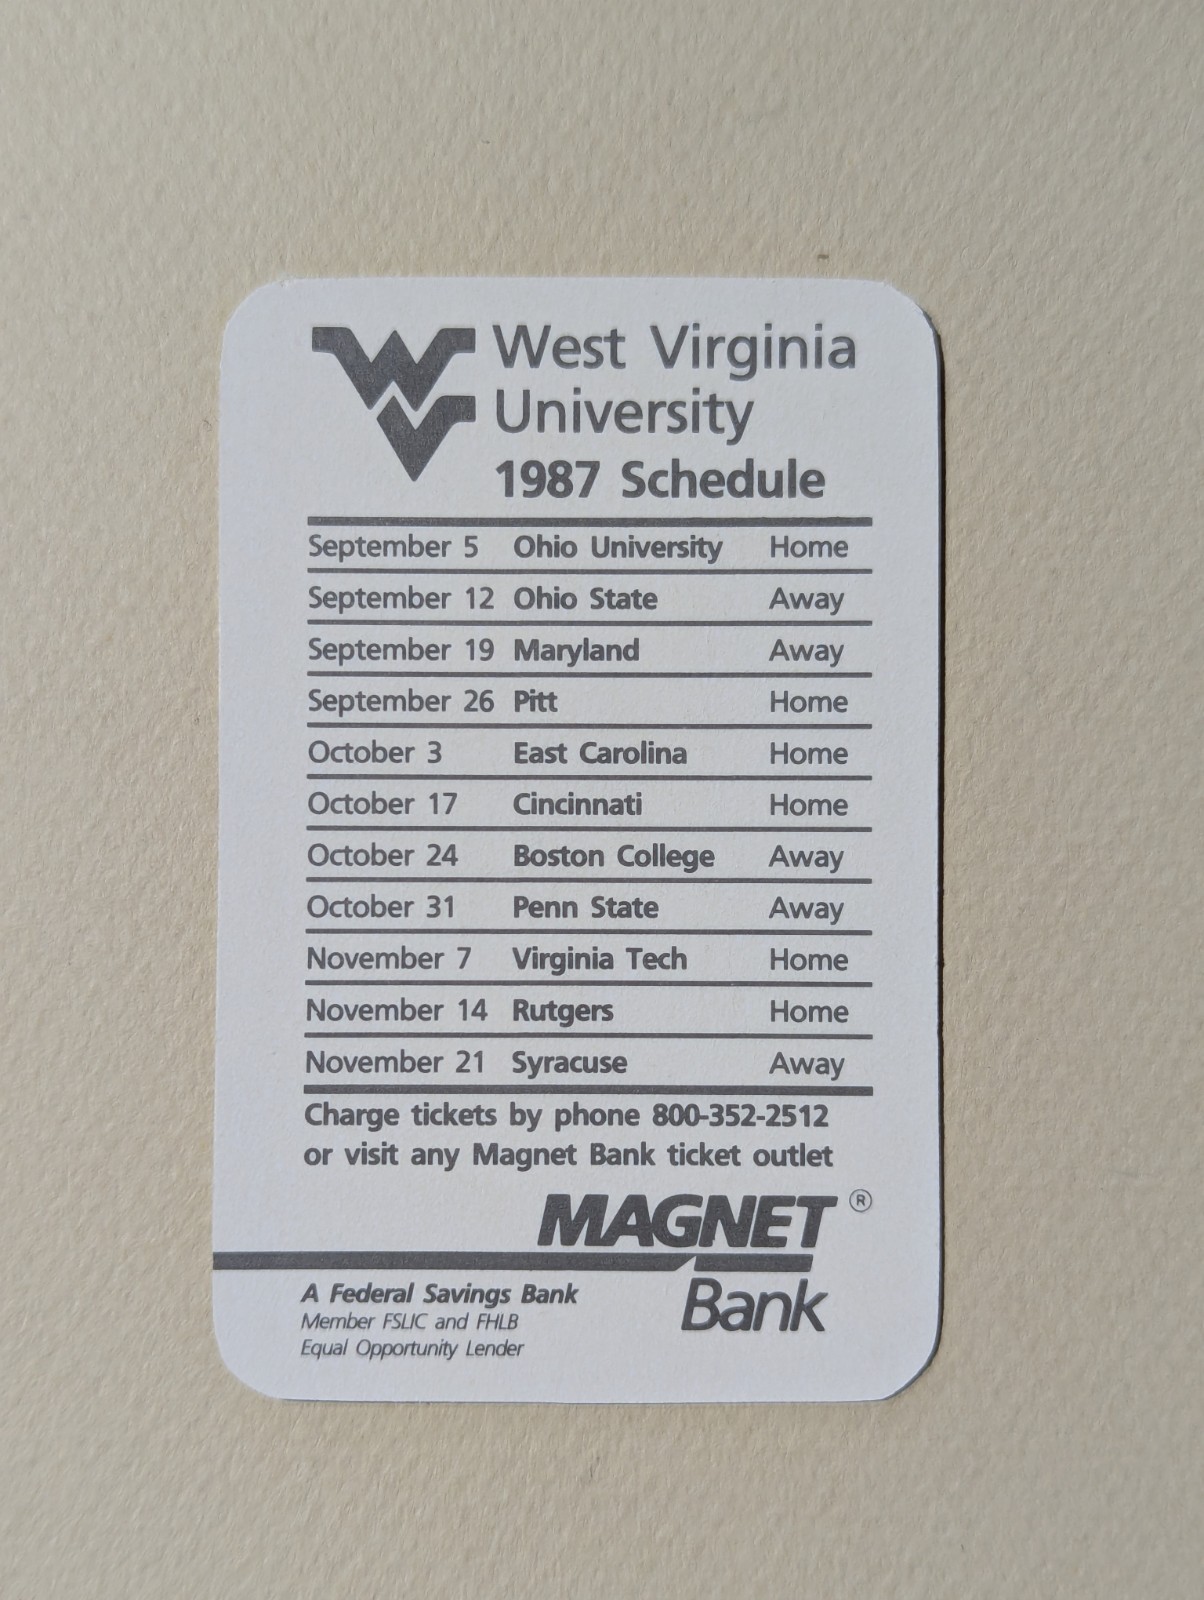 West Virginia
University
1987 Schedule
September 5 Ohio University Home
September 12 Ohio State Away
September 19 Maryland Away
September 26 Pitt Home
October 3 East Carolina Home
October 17 Cincinnati Home
October 24 Boston College Away
October 31 Penn State Away
November 7 Virginia Tech Home
November 14 Rutgers Home
November 21 Syracuse Away
Charge tickets by phone 800-352-2512
or visit any Magnet Bank ticket outlet
MAGNET ®
Bank
A Federal Savings Bank
Member FSLIC and FHLB
Equal Opportunity Lender